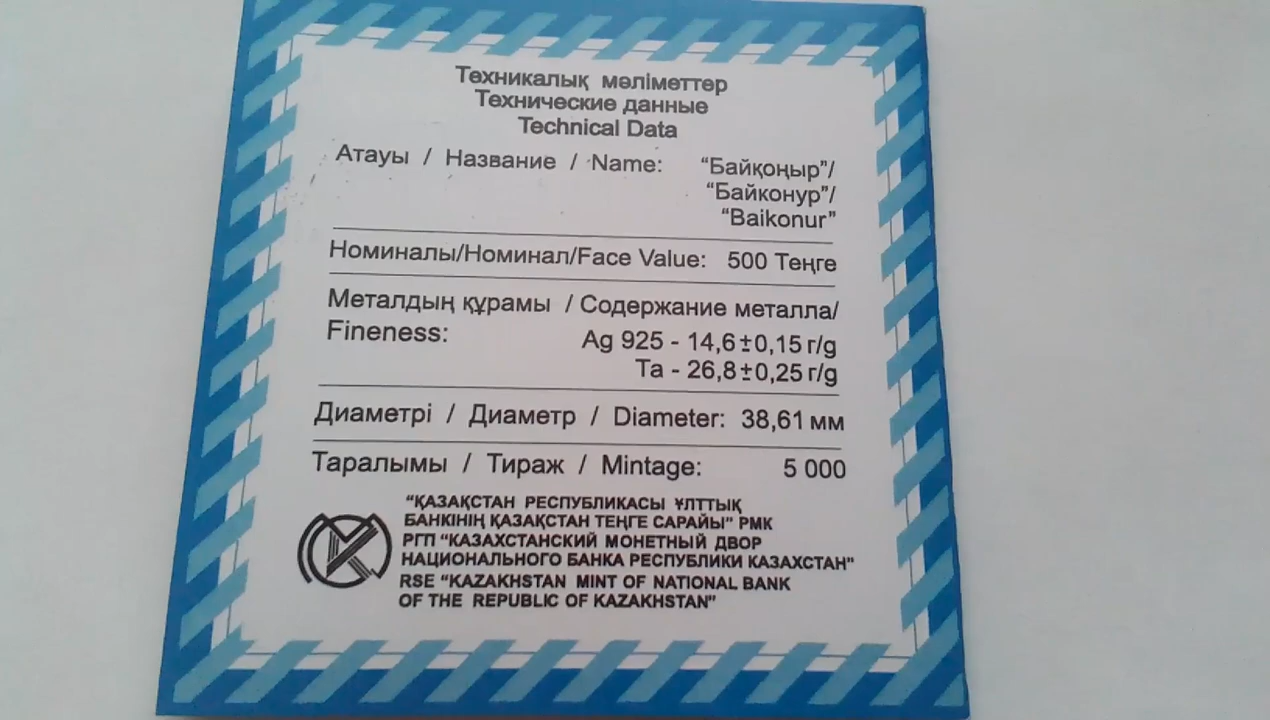 Техникалық мәліметтер
Технические данные
Technical Data
Атауы / Название / Name: “Байқоңыр”/
“Байконур”/
“Baikonur”
Номиналы/Номинал/Face Value: 500 Теңге
Металдың құрамы / Содержание металла/
Fineness: Ag 925 - 14,6±0,15 г/g
Ta - 26,8±0,25 г/g
Диаметрі / Диаметр / Diameter: 38,61 мм
Таралымы / Тираж / Mintage: 5 000
“ҚАЗАҚСТАН РЕСПУБЛИКАСЫ ҰЛТТЫҚ
БАНКІНІҢ ҚАЗАҚСТАН ТЕҢГЕ САРАЙЫ” РМК
РГП “КАЗАХСТАНСКИЙ МОНЕТНЫЙ ДВОР
НАЦИОНАЛЬНОГО БАНКА РЕСПУБЛИКИ КАЗАХСТАН”
RSE “KAZAKHSTAN MINT OF NATIONAL BANK
OF THE REPUBLIC OF KAZAKHSTAN”